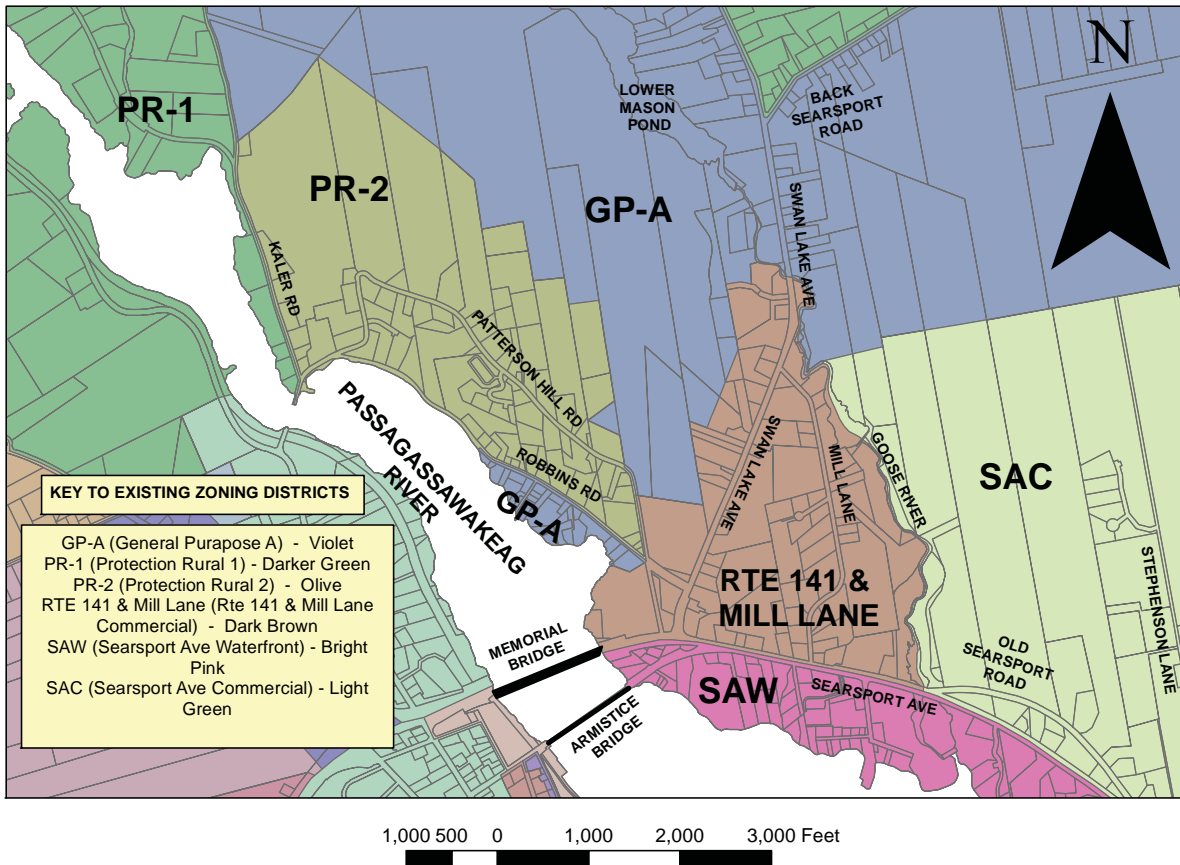 N
PR-1
LOWER
MASON
POND
BACK
SEARSPORT
ROAD
PR-2
GP-A
SWAN LAKE AVE
KALER RD
PATTERSON HILL RD
PASSAGASSAWAKEAG
RIVER
ROBBINS RD
GP-A
SWAN LAKE AVE
MILL LANE
GOOSE RIVER
SAC
STEPHENSON LANE
RTE 141 &
MILL LANE
OLD
SEARSPORT
ROAD
MEMORIAL
BRIDGE
SAW
SEARSPORT AVE
ARMISTICE
BRIDGE
KEY TO EXISTING ZONING DISTRICTS
GP-A (General Purapose A) - Violet
PR-1 (Protection Rural 1) - Darker Green
PR-2 (Protection Rural 2) - Olive
RTE 141 & Mill Lane (Rte 141 & Mill Lane
Commercial) - Dark Brown
SAW (Searsport Ave Waterfront) - Bright
Pink
SAC (Searsport Ave Commercial) - Light
Green
1,000 500 0 1,000 2,000 3,000 Feet